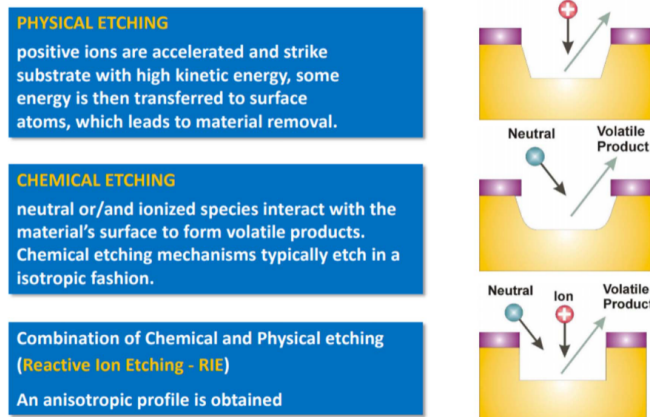 PHYSICAL ETCHING
positive ions are accelerated and strike
substrate with high kinetic energy, some
energy is then transferred to surface
atoms, which leads to material removal.
+
Neutral
Volatile
Product
CHEMICAL ETCHING
neutral or/and ionized species interact with the
material's surface to form volatile products.
Chemical etching mechanisms typically etch in a
isotropic fashion.
Neutral
Ion
Volatile
Product
+
Combination of Chemical and Physical etching
(Reactive Ion Etching - RIE)
An anisotropic profile is obtained